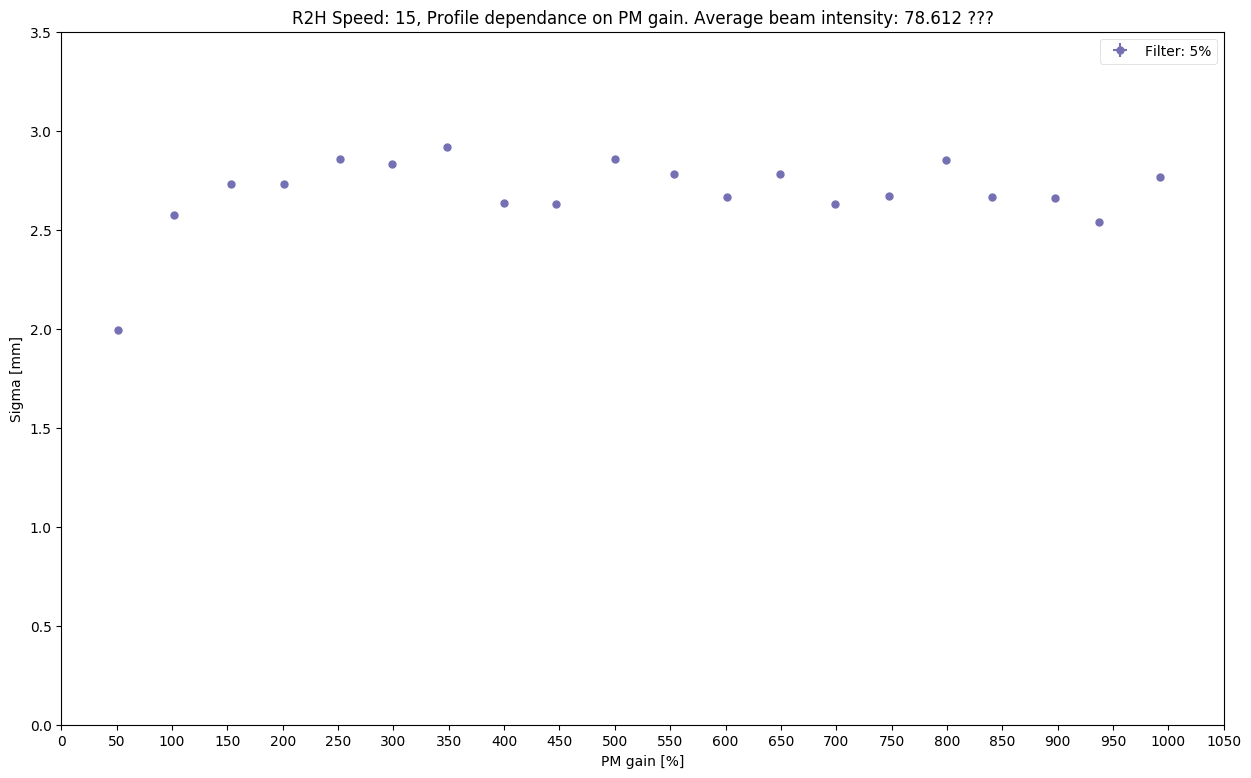 R2H Speed: 15, Profile dependance on PM gain. Average beam intensity: 78.612 ???
Filter: 5%
3.5
3.0
2.5
2.0
1.5
1.0
0.5
0.0
Sigma [mm]
0 50 100 150 200 250 300 350 400 450 500 550 600 650 700 750 800 850 900 950 1000 1050
PM gain [%]